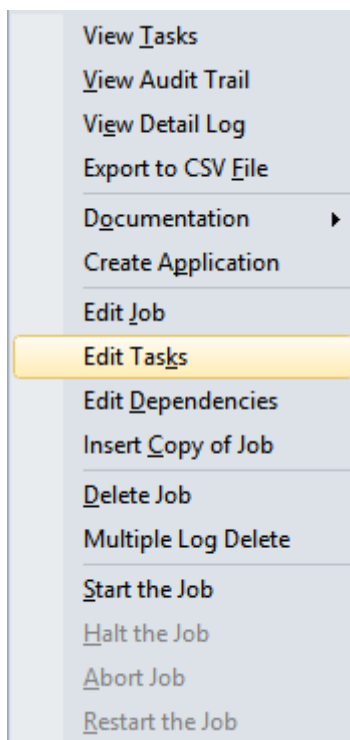 View Tasks
View Audit Trail
View Detail Log
Export to CSV File
Documentation
Create Application
Edit Job
Edit Tasks
Edit Dependencies
Insert Copy of Job
Delete Job
Multiple Log Delete
Start the Job
Halt the Job
Abort Job
Restart the Job